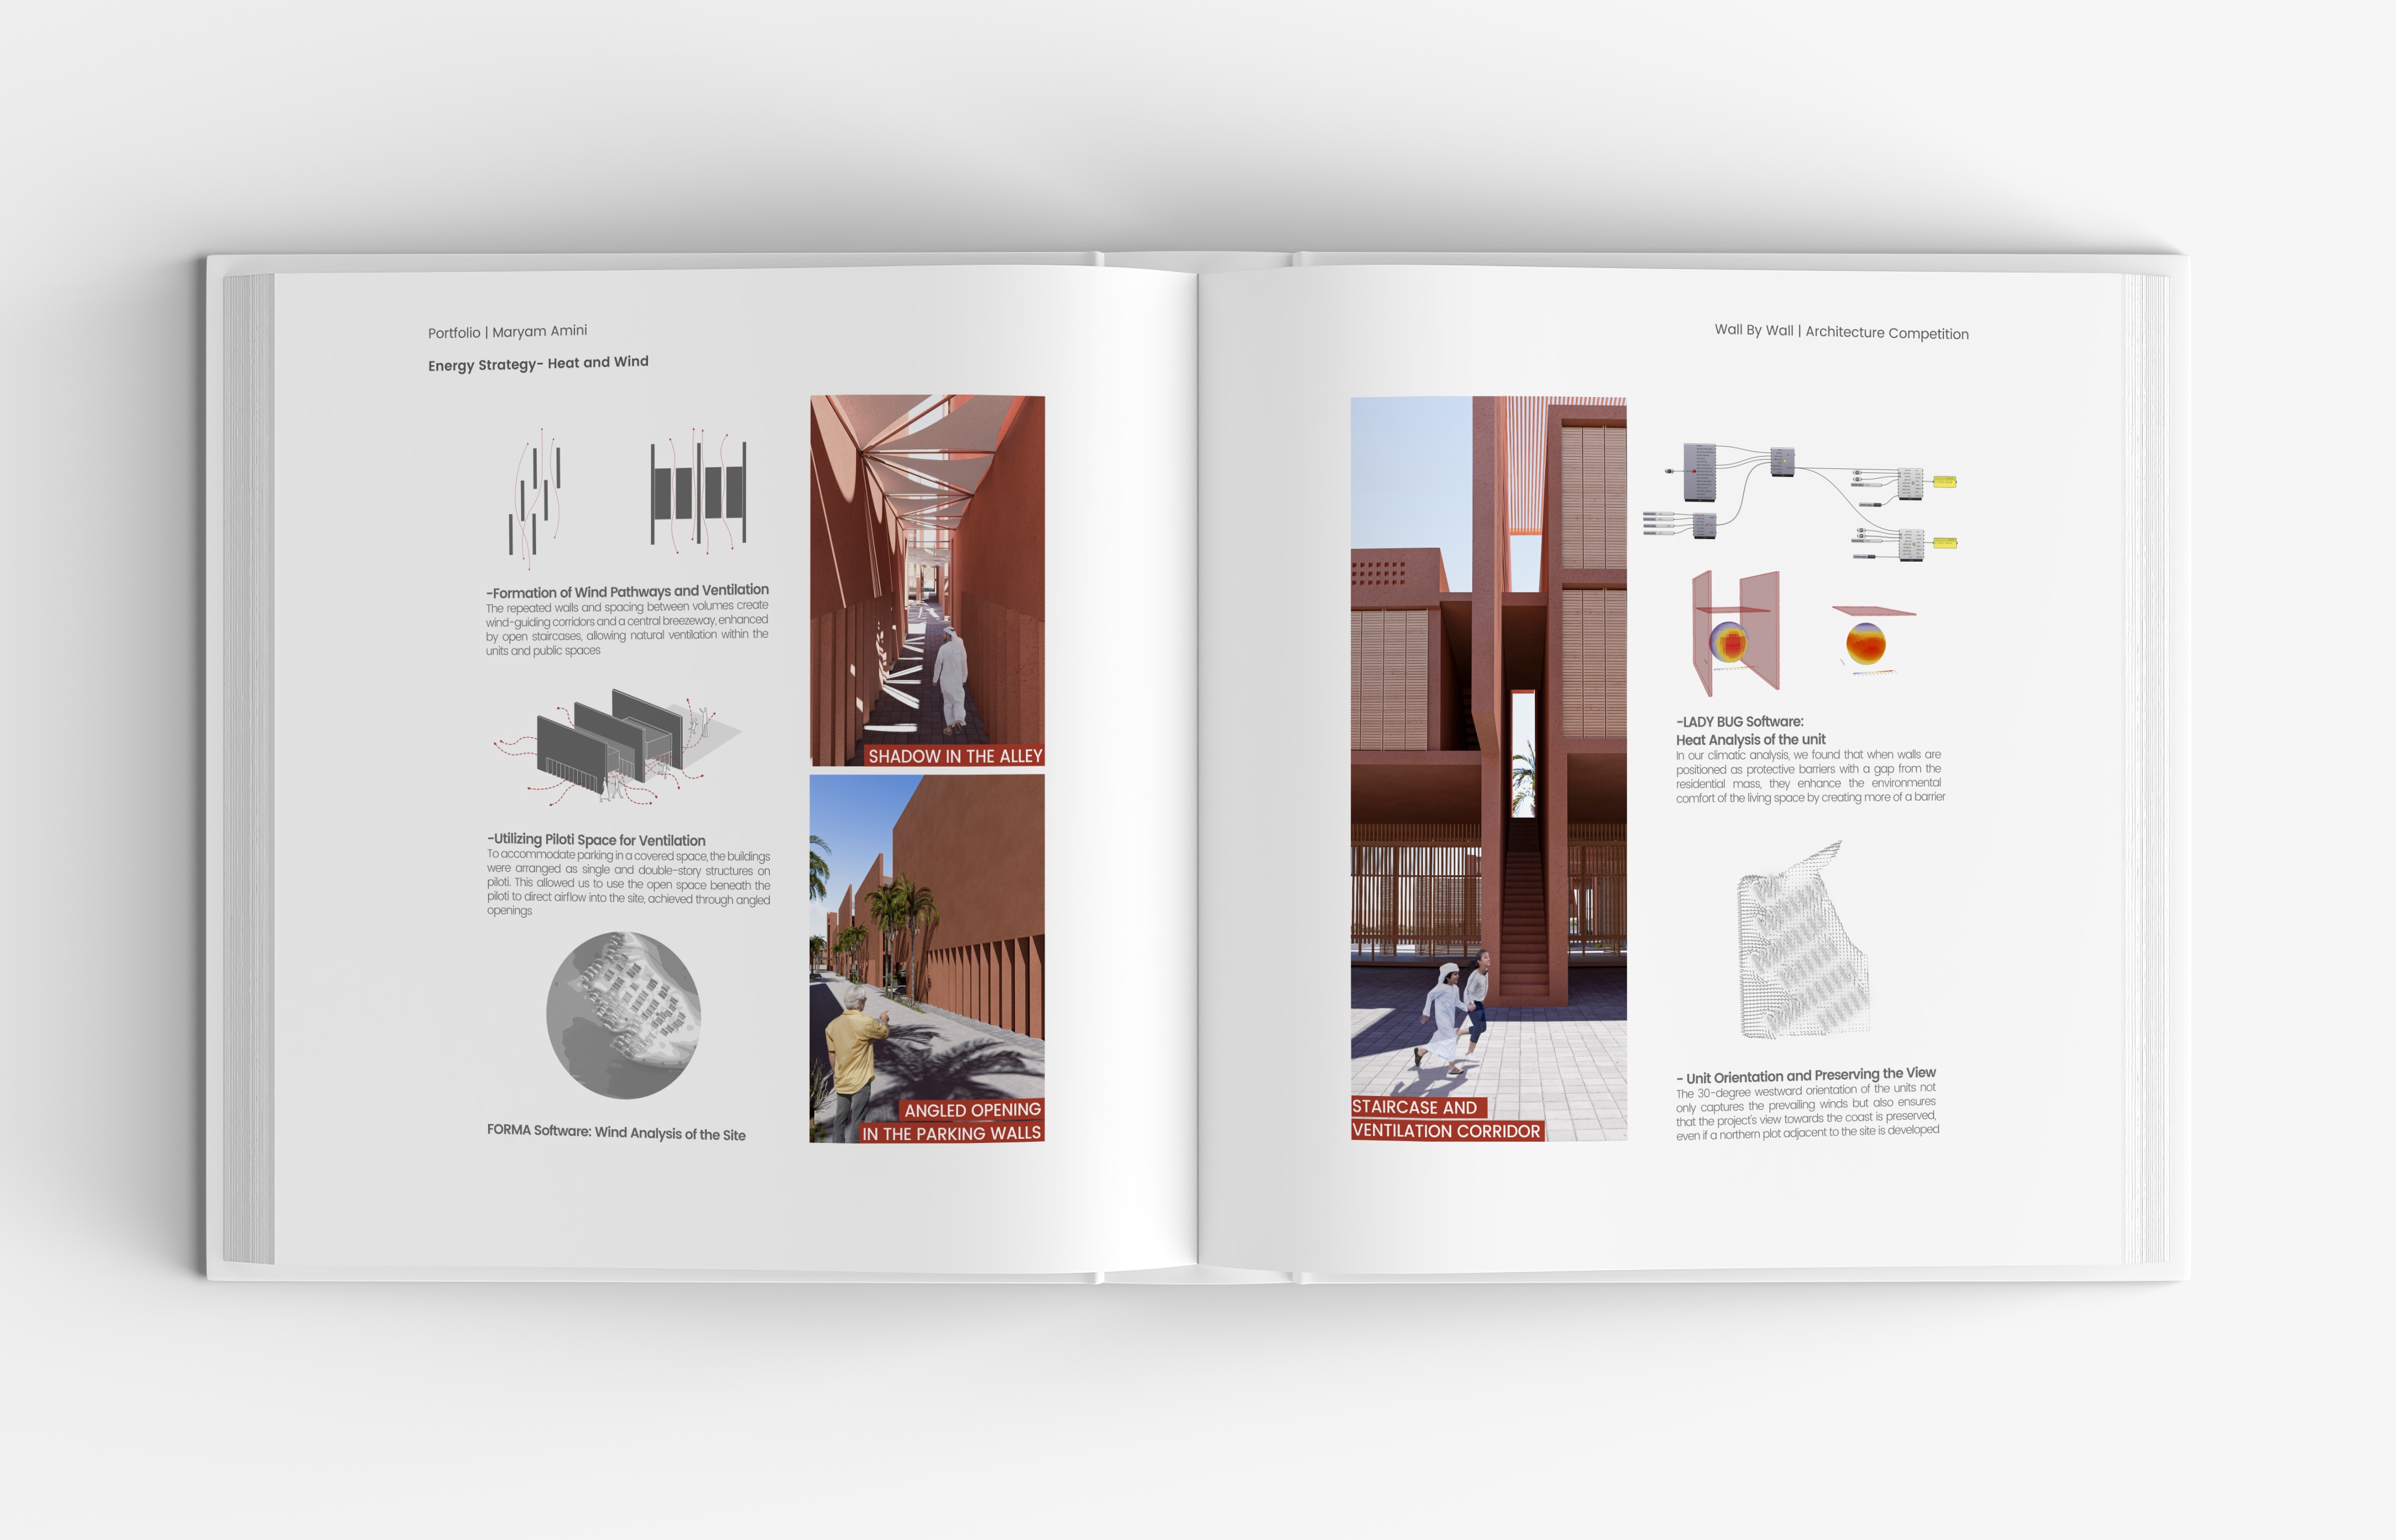 Portfolio | Maryam Amini
Energy Strategy- Heat and Wind
-Formation of Wind Pathways and Ventilation
The repeated walls and spacing between volumes create
wind-guiding corridors and a central breezeway, enhanced
by open staircases, allowing natural ventilation within the
units and public spaces
-Utilizing Piloti Space for Ventilation
To accommodate parking in a covered space, the buildings
were arranged as single and double-story structures on
piloti. This allowed us to use the open space beneath the
piloti to direct airflow into the site, achieved through angled
openings
FORMA Software: Wind Analysis of the Site
SHADOW IN THE ALLEY
ANGLED OPENING
IN THE PARKING WALLS
Wall By Wall | Architecture Competition
STAIRCASE AND
VENTILATION CORRIDOR
-LADY BUG Software:
Heat Analysis of the unit
In our climatic analysis, we found that when walls are
positioned as protective barriers with a gap from the
residential mass, they enhance the environmental
comfort of the living space by creating more of a barrier
- Unit Orientation and Preserving the View
The 30-degree westward orientation of the units not
only captures the prevailing winds but also ensures
that the project's view towards the coast is preserved,
even if a northern plot adjacent to the site is developed